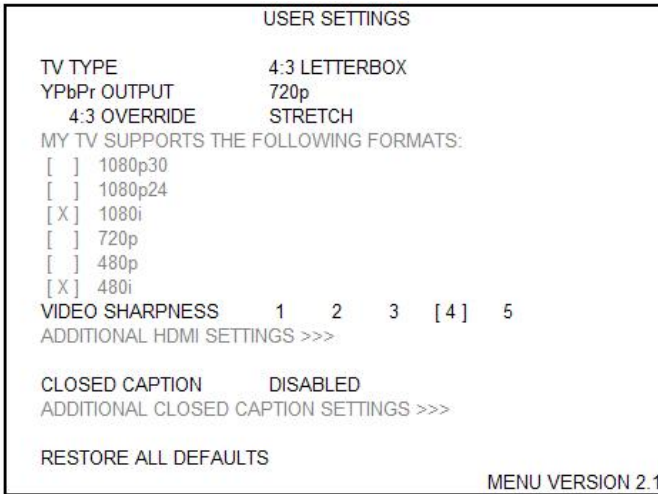 USER SETTINGS
TV TYPE 4:3 LETTERBOX
YPbPr OUTPUT 720p
4:3 OVERRIDE STRETCH
MY TV SUPPORTS THE FOLLOWING FORMATS:
[ ] 1080p30
[ ] 1080p24
[ X ] 1080i
[ ] 720p
[ ] 480p
[ X ] 480i
VIDEO SHARPNESS 1 2 3 [ 4 ] 5
ADDITIONAL HDMI SETTINGS >>>
CLOSED CAPTION DISABLED
ADDITIONAL CLOSED CAPTION SETTINGS >>>
RESTORE ALL DEFAULTS
MENU VERSION 2.1